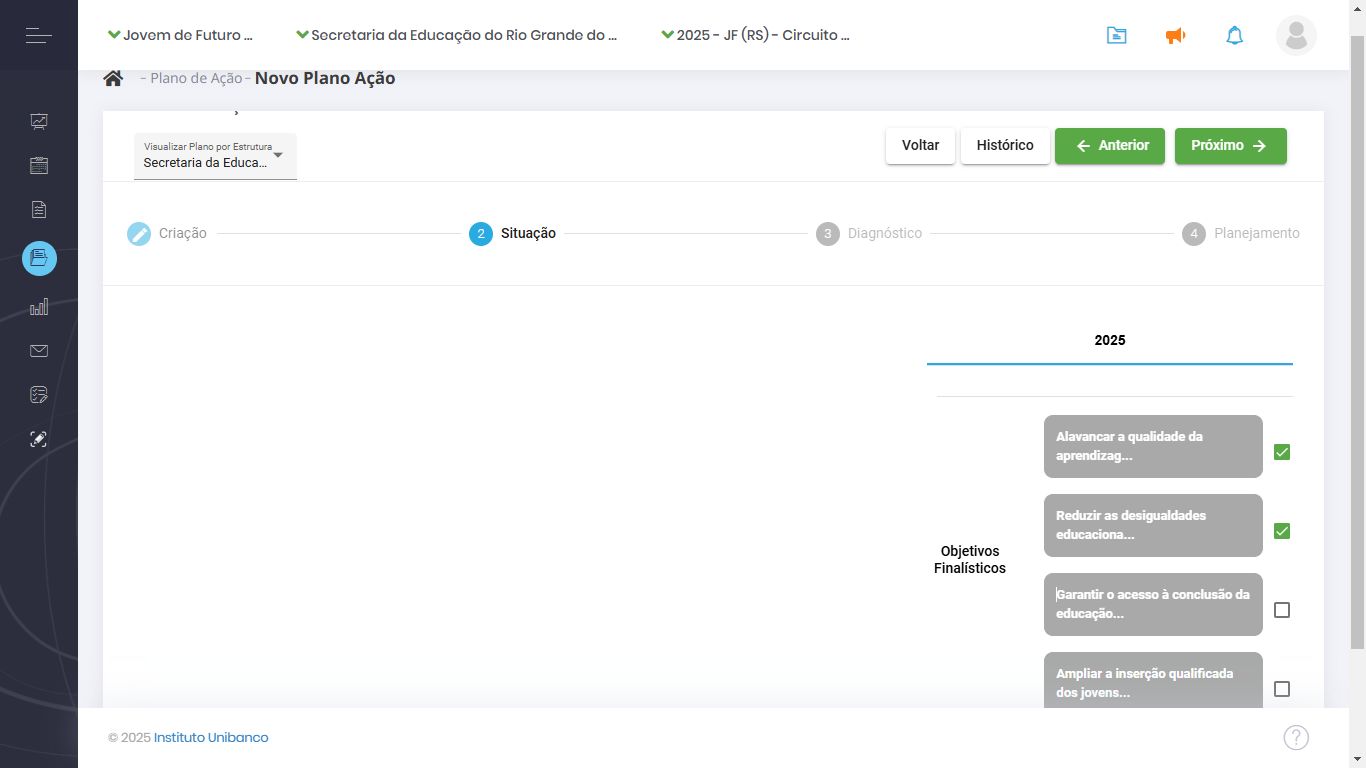 Jovem de Futuro ...
Secretaria da Educação do Rio Grande do ...
2025 - JF (RS) - Circuito ...
- Plano de Ação - Novo Plano Ação
Visualizar Plano por Estrutura
Secretaria da Educa...
Voltar
Histórico
Anterior
Próximo
Criação
2 Situação
3 Diagnóstico
4 Planejamento
2025
Objetivos
Finalísticos
Alavancar a qualidade da
aprendizag...
Reduzir as desigualdades
educaciona...
Garantir o acesso à conclusão da
educação...
Ampliar a inserção qualificada
dos jovens...
© 2025 Instituto Unibanco
?